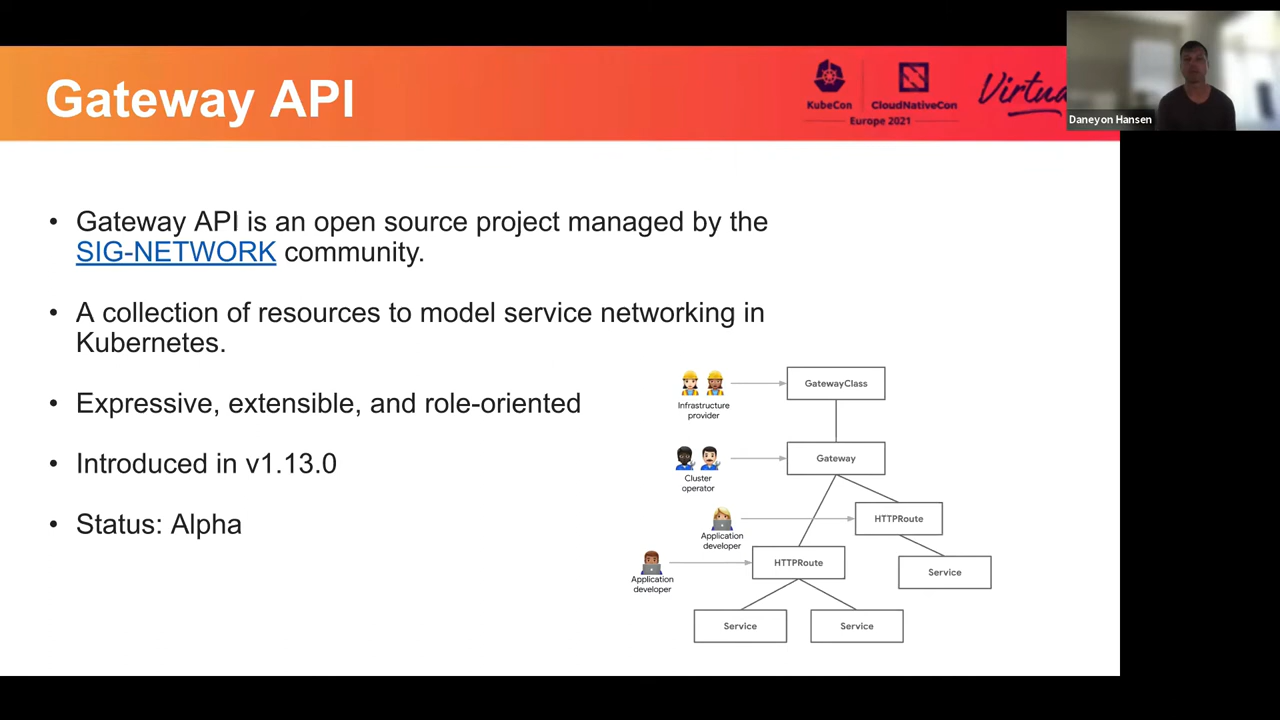 Gateway API
KubeCon
CloudNativeCon
Europe 2021
Daneyon Hansen
• Gateway API is an open source project managed by the
SIG-NETWORK community.
• A collection of resources to model service networking in
Kubernetes.
• Expressive, extensible, and role-oriented
• Introduced in v1.13.0
• Status: Alpha
Infrastructure
provider
GatewayClass
Cluster
operator
Gateway
Application
developer
HTTPRoute
Application
developer
HTTPRoute
Service
Service
Service